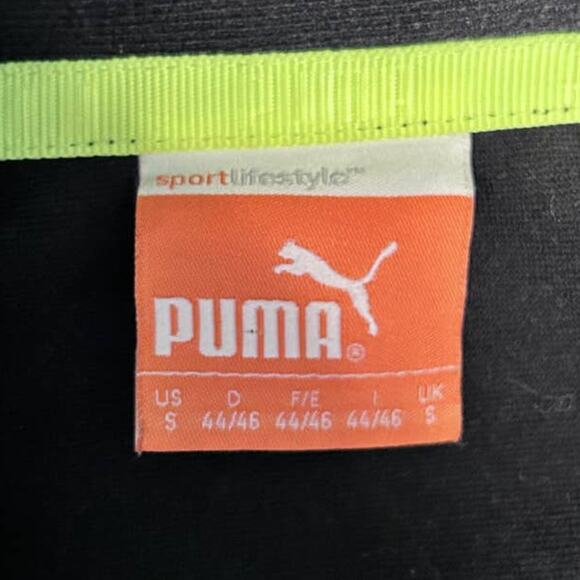 sportlifestyle™
PUMA®
US D F/E I UK
S 44/46 44/46 44/46 S